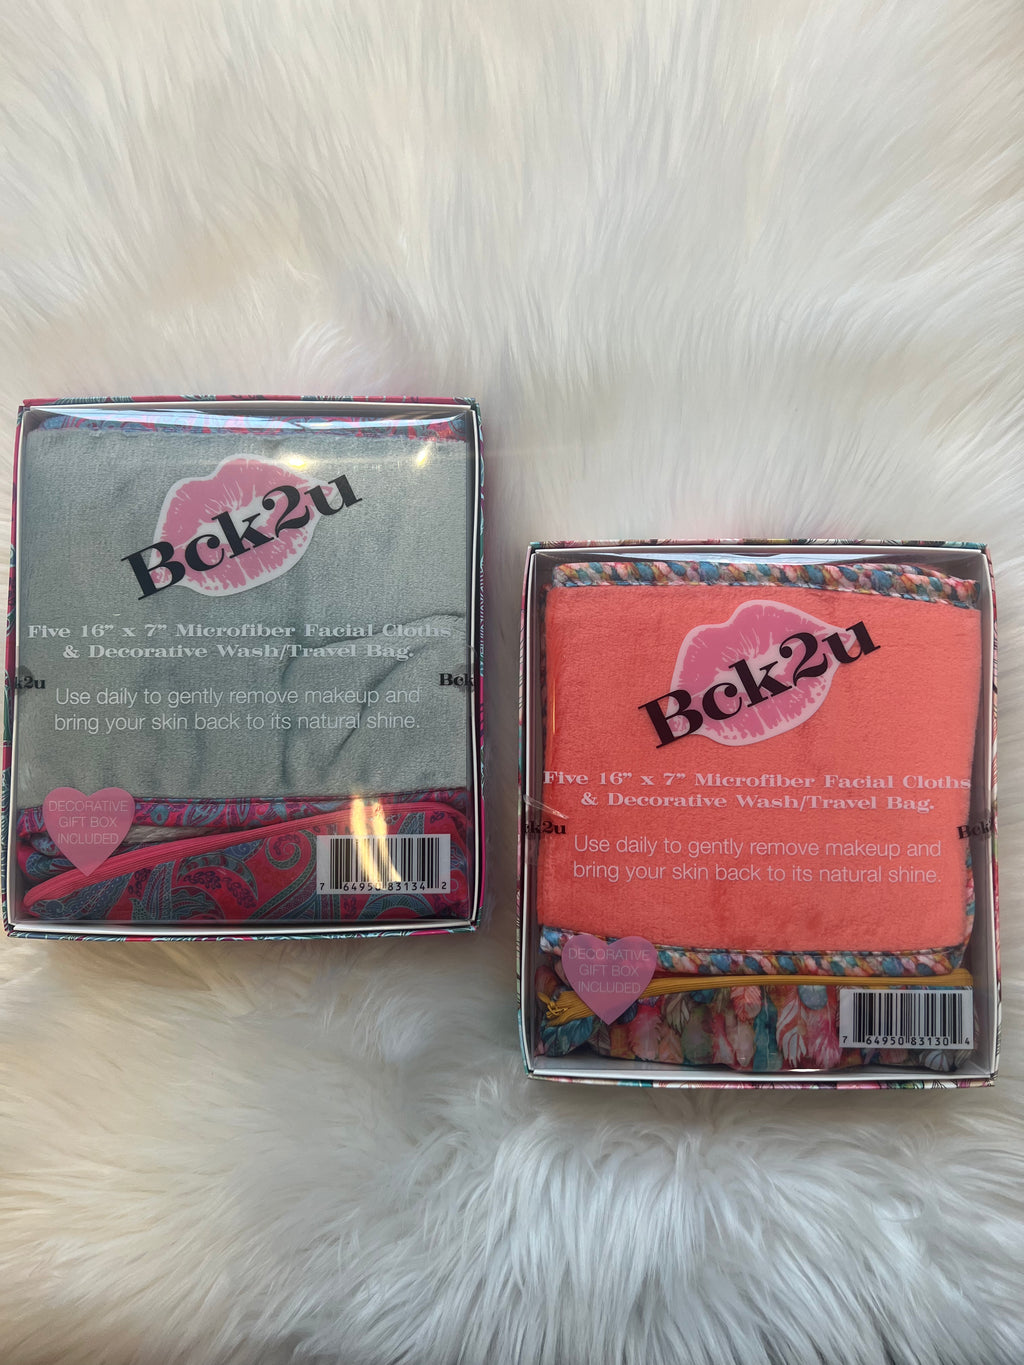 Bck2u
Five 16" x 7" Microfiber Facial Cloths
& Decorative Wash/Travel Bag.
k2u
Bck
Use daily to gently remove makeup and
bring your skin back to its natural shine.
DECORATIVE
GIFT BOX
INCLUDED
7 64950 83134 2
Bck2u
Five 16" x 7" Microfiber Facial Cloths
& Decorative Wash/Travel Bag.
ck2u
Bck
Use daily to gently remove makeup and
bring your skin back to its natural shine.
DECORATIVE
GIFT BOX
INCLUDED
7 64950 83130 4